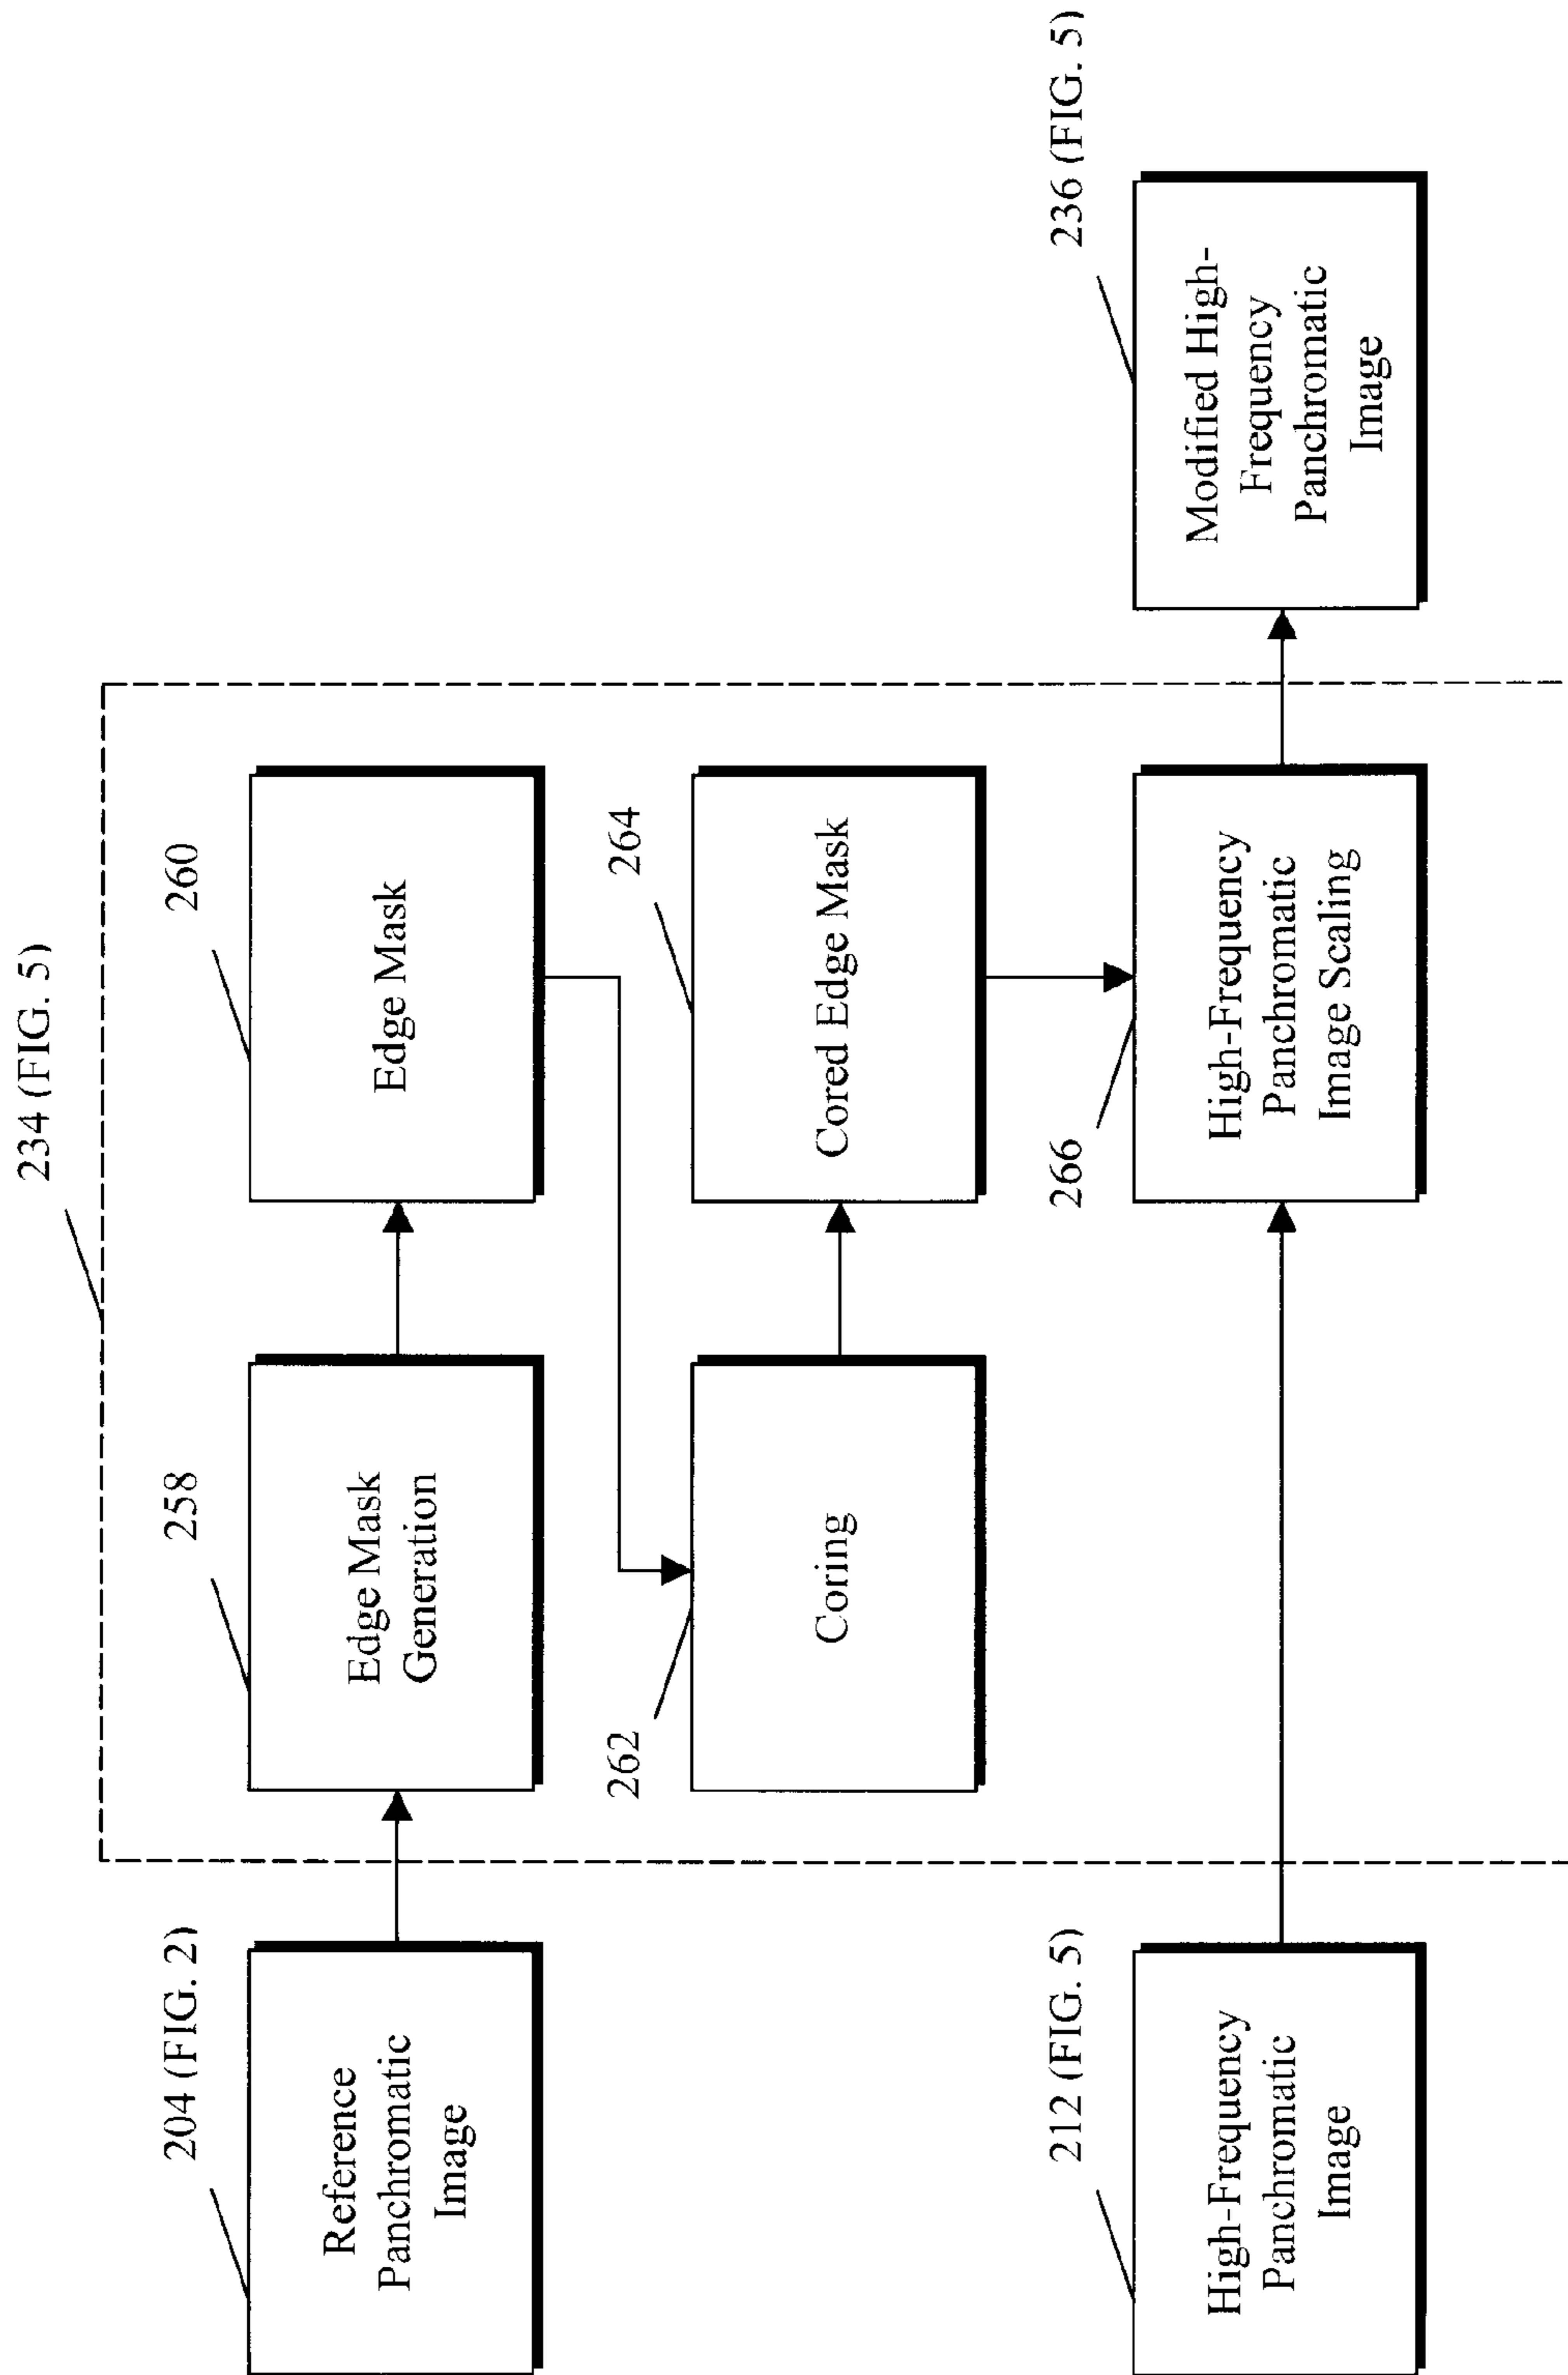 234 (FIG. 5)
204 (FIG. 2)
Reference
Panchromatic
Image
258
Edge Mask
Generation
260
Edge Mask
262
Coring
264
Cored Edge Mask
212 (FIG. 5)
High-Frequency
Panchromatic
Image
266
High-Frequency
Panchromatic
Image Scaling
236 (FIG. 5)
Modified High-
Frequency
Panchromatic
Image